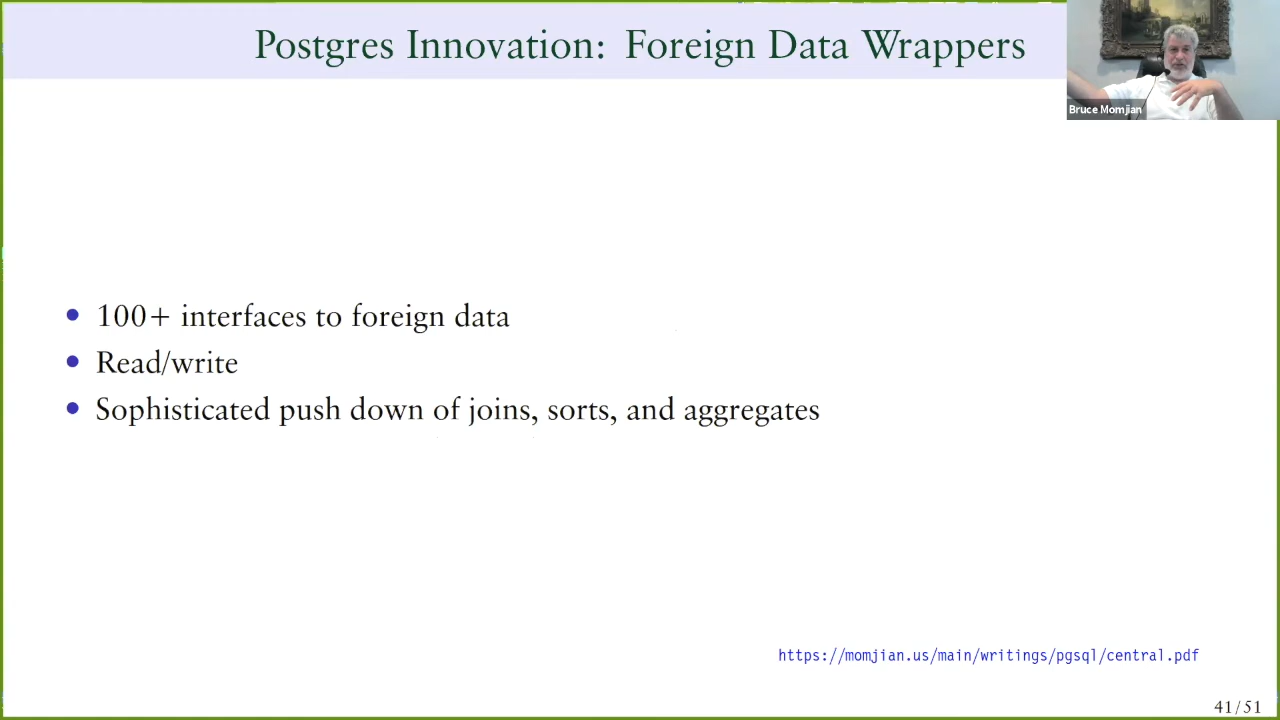 Postgres Innovation: Foreign Data Wrappers
Bruce Momjian
• 100+ interfaces to foreign data
• Read/write
• Sophisticated push down of joins, sorts, and aggregates
https://momjian.us/main/writings/pgsql/central.pdf
41/51